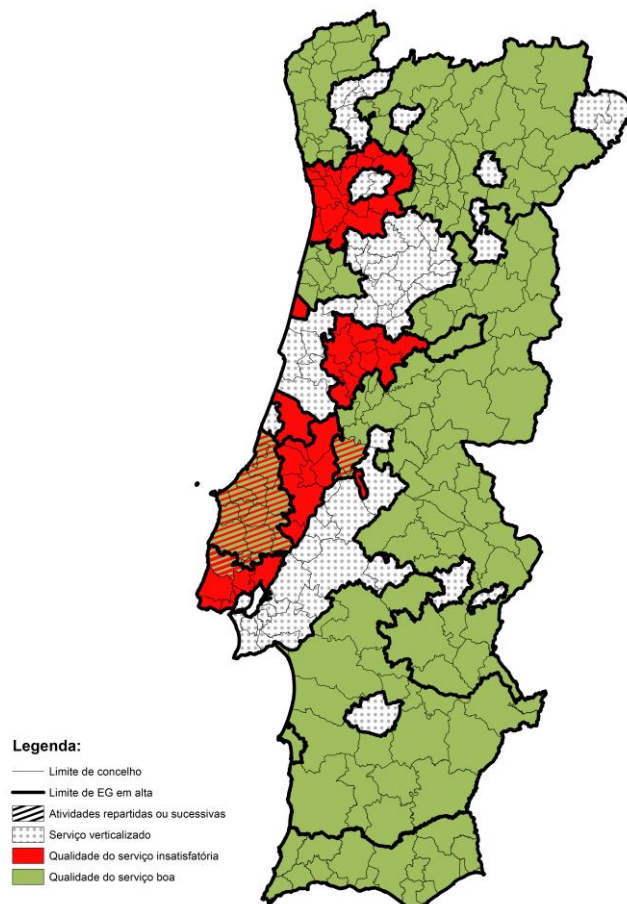 Legenda:
Limite de concelho
Limite de EG em alta
Atividades repartidas ou sucessivas
Serviço verticalizado
Qualidade do serviço insatisfatória
Qualidade do serviço boa